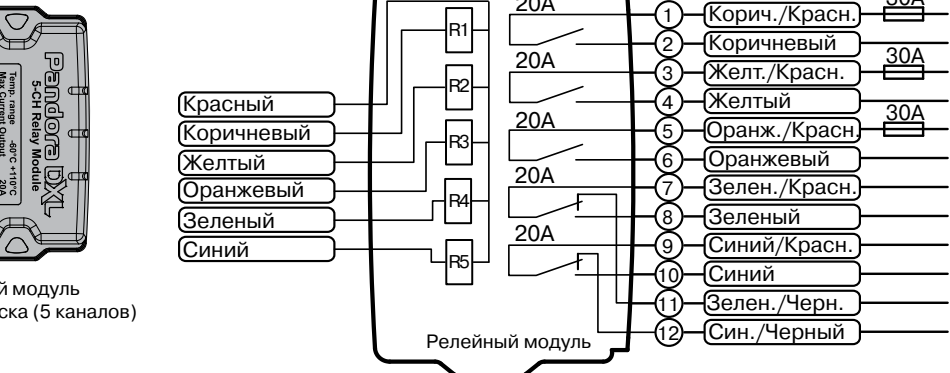 Pandora DXL
5-CH Relay Module
Temp. range -60°C +110°C
Max Current Output 20A
й модуль
ска (5 каналов)
Красный
Коричневый
Желтый
Оранжевый
Зеленый
Синий
R1
R2
R3
R4
R5
20A
20A
20A
20A
20A
Релейный модуль
1 Корич./Красн. 30A
2 Коричневый
3 Желт./Красн. 30A
4 Желтый
5 Оранж./Красн. 30A
6 Оранжевый
7 Зелен./Красн.
8 Зеленый
9 Синий/Красн.
10 Синий
11 Зелен./Черн.
12 Син./Черный